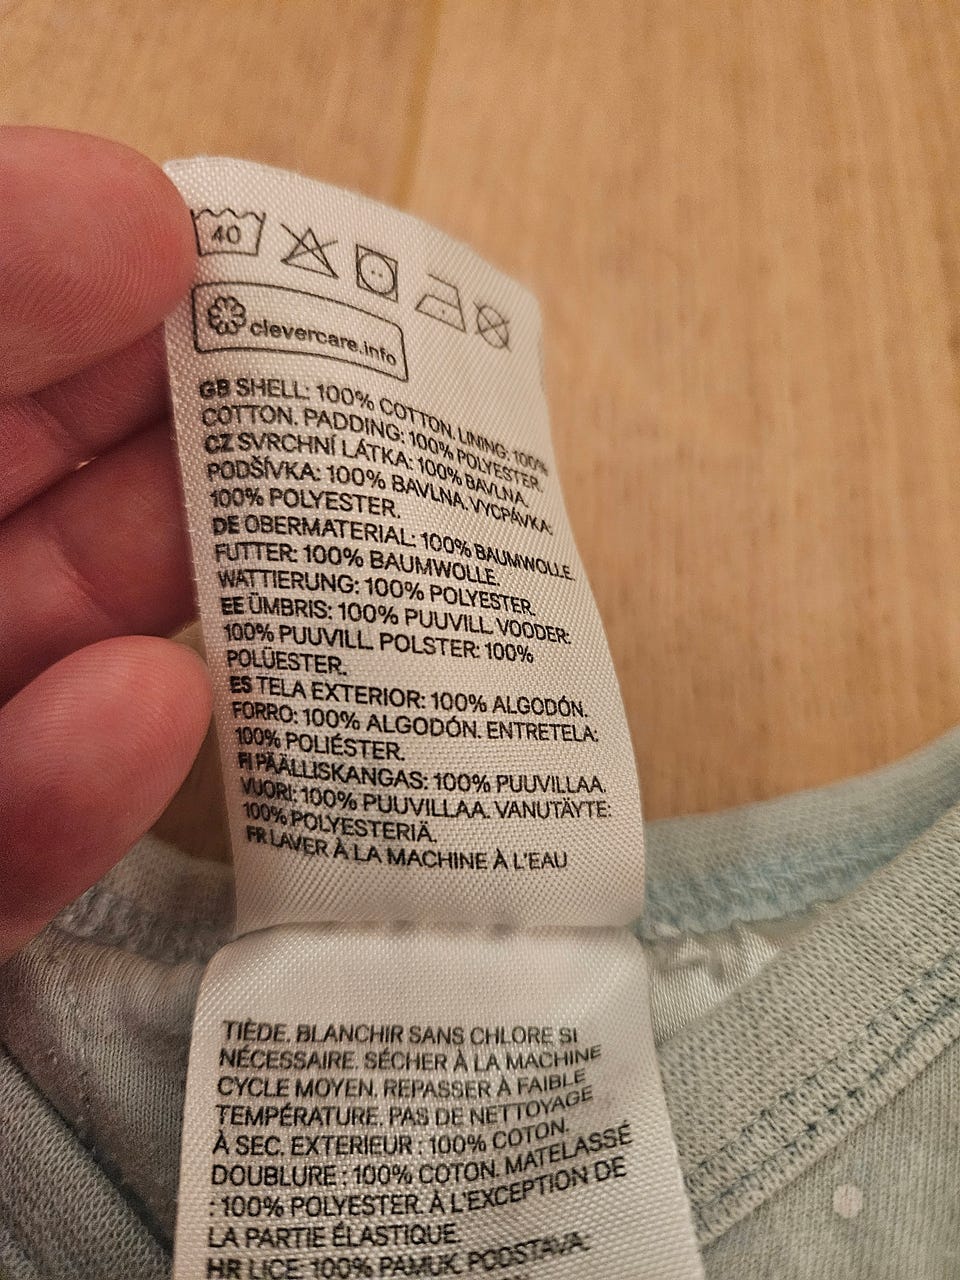 40
clevercare.info
GB SHELL: 100% COTTON. LINING: 100%
COTTON. PADDING: 100% POLYESTER.
CZ SVRCHNÍ LÁTKA: 100% BAVLNA.
PODŠÍVKA: 100% BAVLNA. VYCPÁVKA:
100% POLYESTER.
DE OBERMATERIAL: 100% BAUMWOLLE.
FUTTER: 100% BAUMWOLLE.
WATTIERUNG: 100% POLYESTER.
EE ÜMBRIS: 100% PUUVILL. VOODER:
100% PUUVILL. POLSTER: 100%
POLÜESTER.
ES TELA EXTERIOR: 100% ALGODÓN.
FORRO: 100% ALGODÓN. ENTRETELA:
100% POLIÉSTER.
FI PÄÄLLISKANGAS: 100% PUUVILLAA.
VUORI: 100% PUUVILLAA. VANUTÄYTE:
100% POLYESTERIÄ.
FR LAVER À LA MACHINE À L'EAU
TIÈDE. BLANCHIR SANS CHLORE SI
NÉCESSAIRE. SÉCHER À LA MACHINE
CYCLE MOYEN. REPASSER À FAIBLE
TEMPÉRATURE. PAS DE NETTOYAGE
À SEC. EXTERIEUR : 100% COTON.
DOUBLURE : 100% COTON. MATELASSÉ
: 100% POLYESTER. À L'EXCEPTION DE
LA PARTIE ÉLASTIQUE.
HR LICE: 100% PAMUK. PODSTAVA: